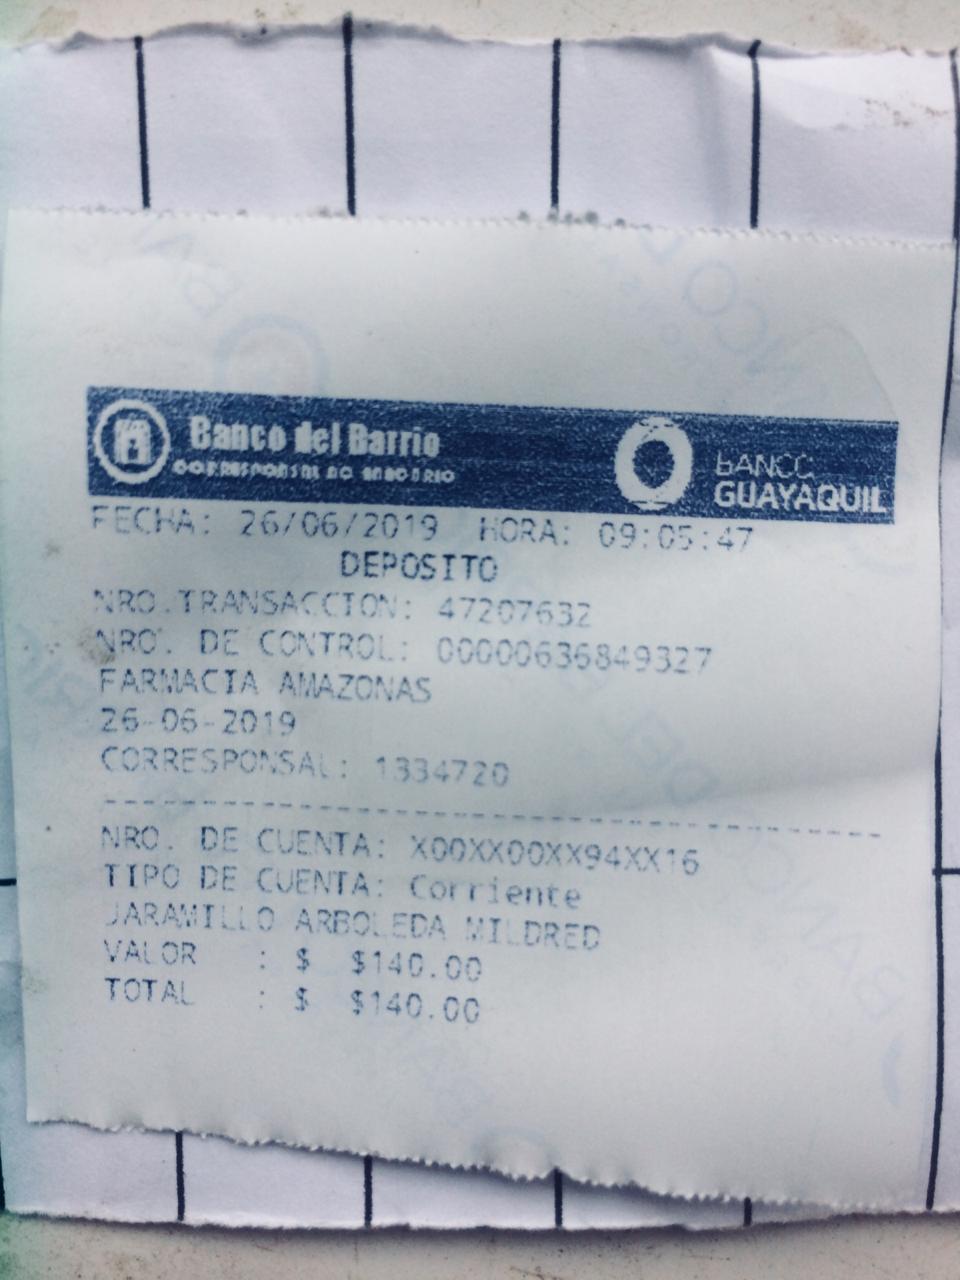 Banco del Barrio
CORRESPONSAL NO BANCARIO
BANCO
GUAYAQUIL
FECHA: 26/06/2019 HORA: 09:05:47
DEPOSITO
NRO.TRANSACCION: 47207632
NRO. DE CONTROL: 00000636849327
FARMACIA AMAZONAS
26-06-2019
CORRESPONSAL: 1334720
NRO. DE CUENTA: X00XX00XX94XX16
TIPO DE CUENTA: Corriente
JARAMILLO ARBOLEDA MILDRED
VALOR : $ $140.00
TOTAL : $ $140.00